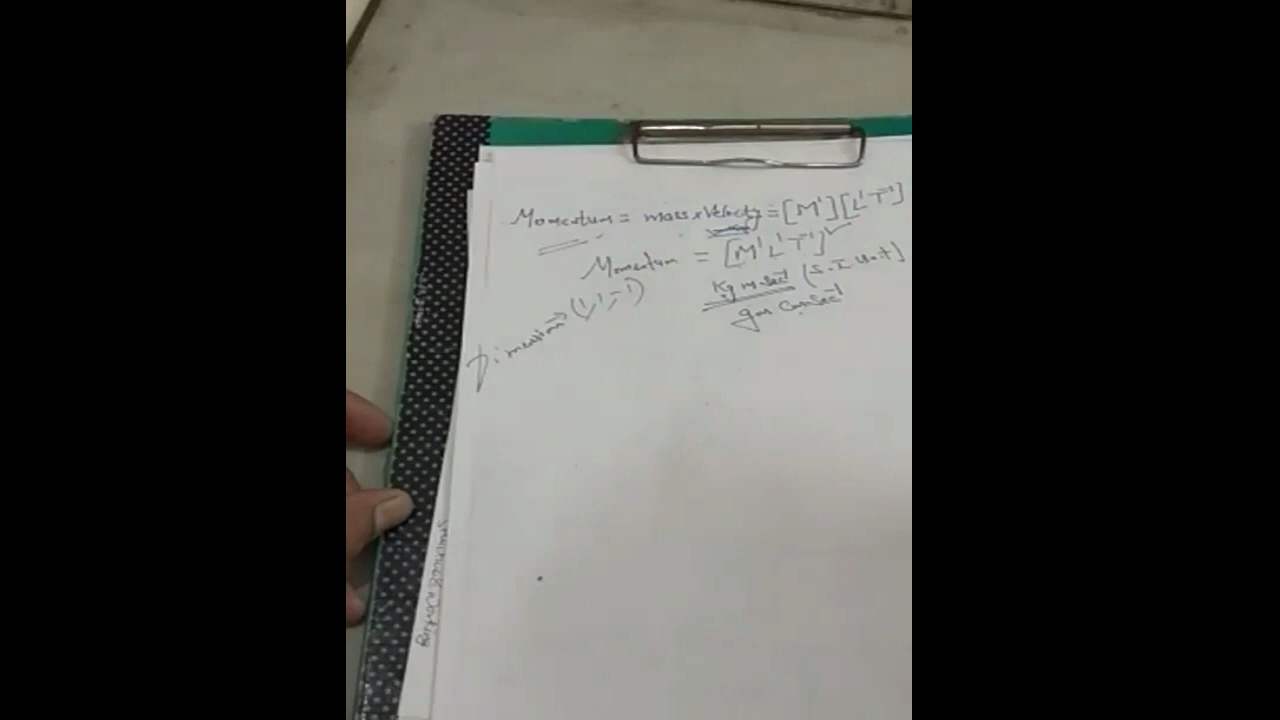 Momentum = mass x Velocity = [M¹][L¹T⁻¹]
Momentum = [M¹L¹T⁻¹] ✓
Kg m·Sec⁻¹ (S.I Unit)
gm Cm Sec⁻¹
Dimension → (1, 1, -1)